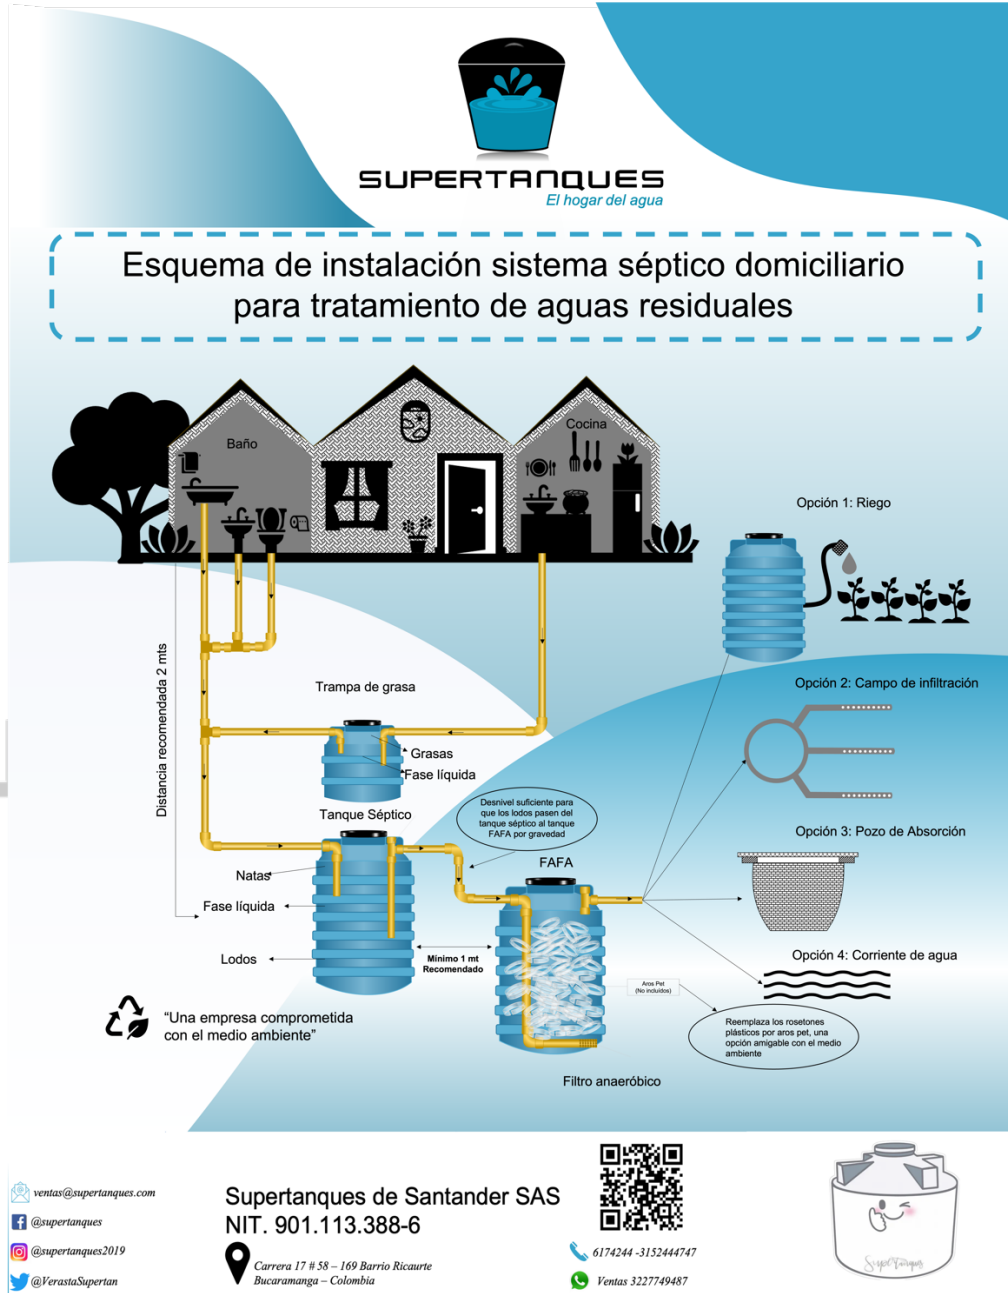 SUPERTANQUES
El hogar del agua
Esquema de instalación sistema séptico domiciliario
para tratamiento de aguas residuales
Baño
Cocina
Opción 1: Riego
Distancia recomendada 2 mts
Trampa de grasa
Grasas
Fase líquida
Opción 2: Campo de infiltración
Tanque Séptico
Desnivel suficiente para
que los lodos pasen del
tanque séptico al tanque
FAFA por gravedad
Opción 3: Pozo de Absorción
FAFA
Natas
Fase líquida
Lodos
Mínimo 1 mt
Recomendado
Opción 4: Corriente de agua
Aros Pet
(No incluídos)
Reemplaza los rosetones
plásticos por aros pet, una
opción amigable con el medio
ambiente
"Una empresa comprometida
con el medio ambiente"
Filtro anaeróbico
ventas@supertanques.com
@supertanques
@supertanques2019
@VerastaSupertan
Supertanques de Santander SAS
NIT. 901.113.388-6
Carrera 17 # 58 – 169 Barrio Ricaurte
Bucaramanga – Colombia
6174244 -3152444747
Ventas 3227749487
Supertanques